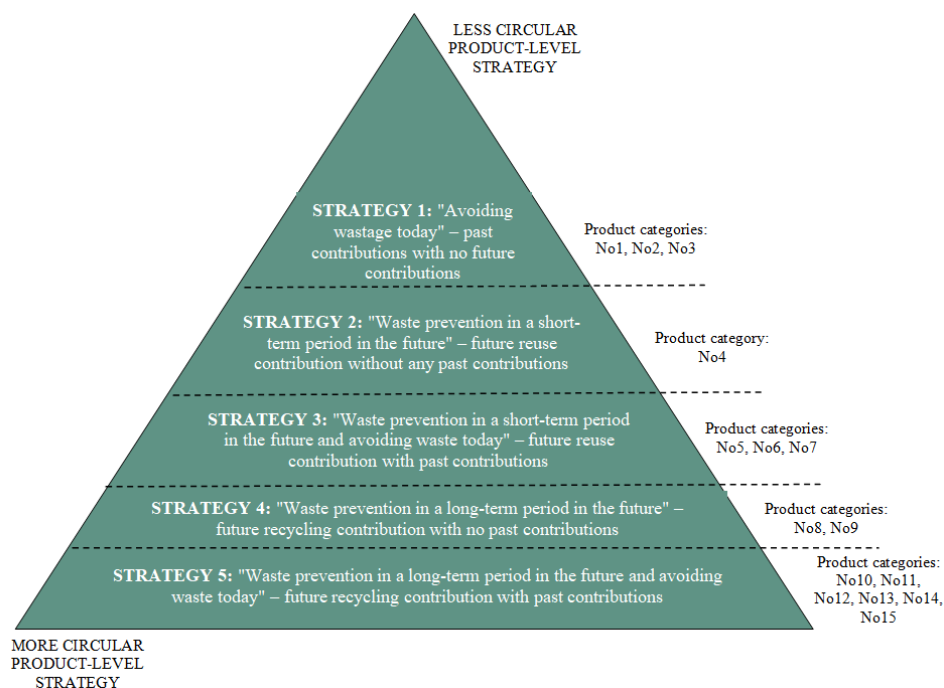 LESS CIRCULAR
PRODUCT-LEVEL
STRATEGY
STRATEGY 1: "Avoiding
wastage today" – past
contributions with no future
contributions
Product categories:
No1, No2, No3
STRATEGY 2: "Waste prevention in a short-
term period in the future" – future reuse
contribution without any past contributions
Product category:
No4
STRATEGY 3: "Waste prevention in a short-term period
in the future and avoiding waste today" – future reuse
contribution with past contributions
Product categories:
No5, No6, No7
STRATEGY 4: "Waste prevention in a long-term period in the future" –
future recycling contribution with no past contributions
Product categories:
No8, No9
STRATEGY 5: "Waste prevention in a long-term period in the future and avoiding
waste today" – future recycling contribution with past contributions
Product categories:
No10, No11,
No12, No13, No14,
No15
MORE CIRCULAR
PRODUCT-LEVEL
STRATEGY